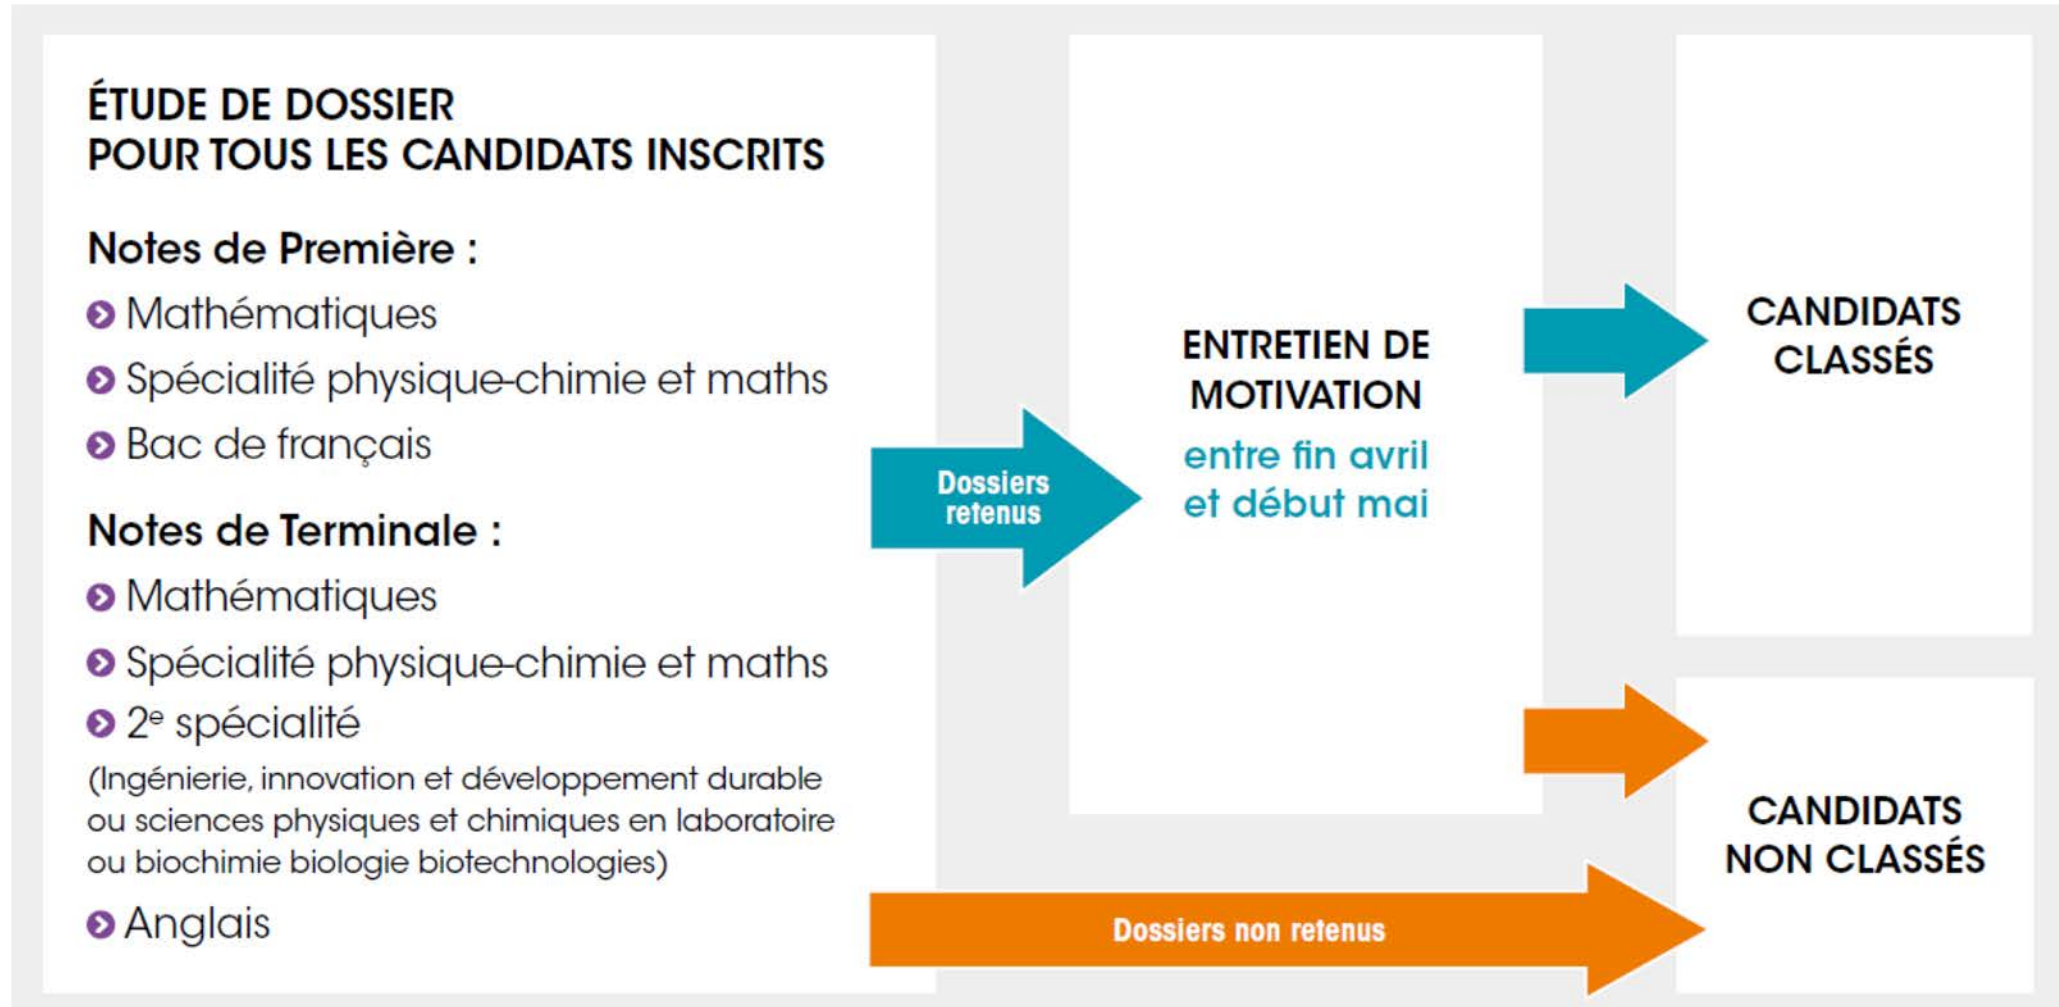 ÉTUDE DE DOSSIER
POUR TOUS LES CANDIDATS INSCRITS
Notes de Première :
Mathématiques
Spécialité physique-chimie et maths
Bac de français
Notes de Terminale :
Mathématiques
Spécialité physique-chimie et maths
2e spécialité
(Ingénierie, innovation et développement durable
ou sciences physiques et chimiques en laboratoire
ou biochimie biologie biotechnologies)
Anglais
Dossiers
retenus
ENTRETIEN DE
MOTIVATION
entre fin avril
et début mai
CANDIDATS
CLASSÉS
Dossiers non retenus
CANDIDATS
NON CLASSÉS